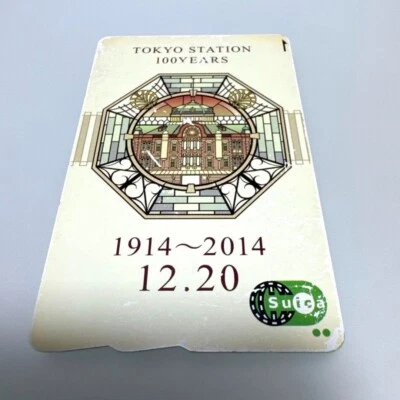 TOKYO STATION
100YEARS
1914〜2014
12.20
Suica